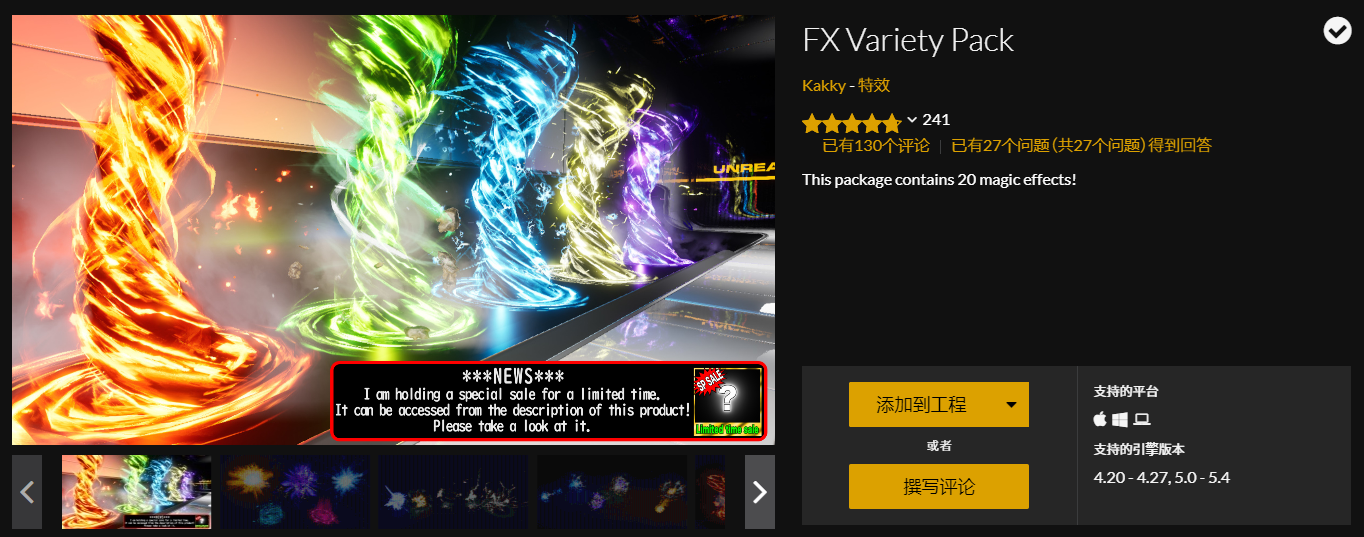 FX Variety Pack
Kakky - 特效
241
已有130个评论 | 已有27个问题 (共27个问题) 得到回答
This package contains 20 magic effects!
UNREA
***NEWS***
I am holding a special sale for a limited time.
It can be accessed from the description of this product!
Please take a look at it.
SP SALE
?
Limited time sale
添加到工程
或者
撰写评论
支持的平台
支持的引擎版本
4.20 - 4.27, 5.0 - 5.4